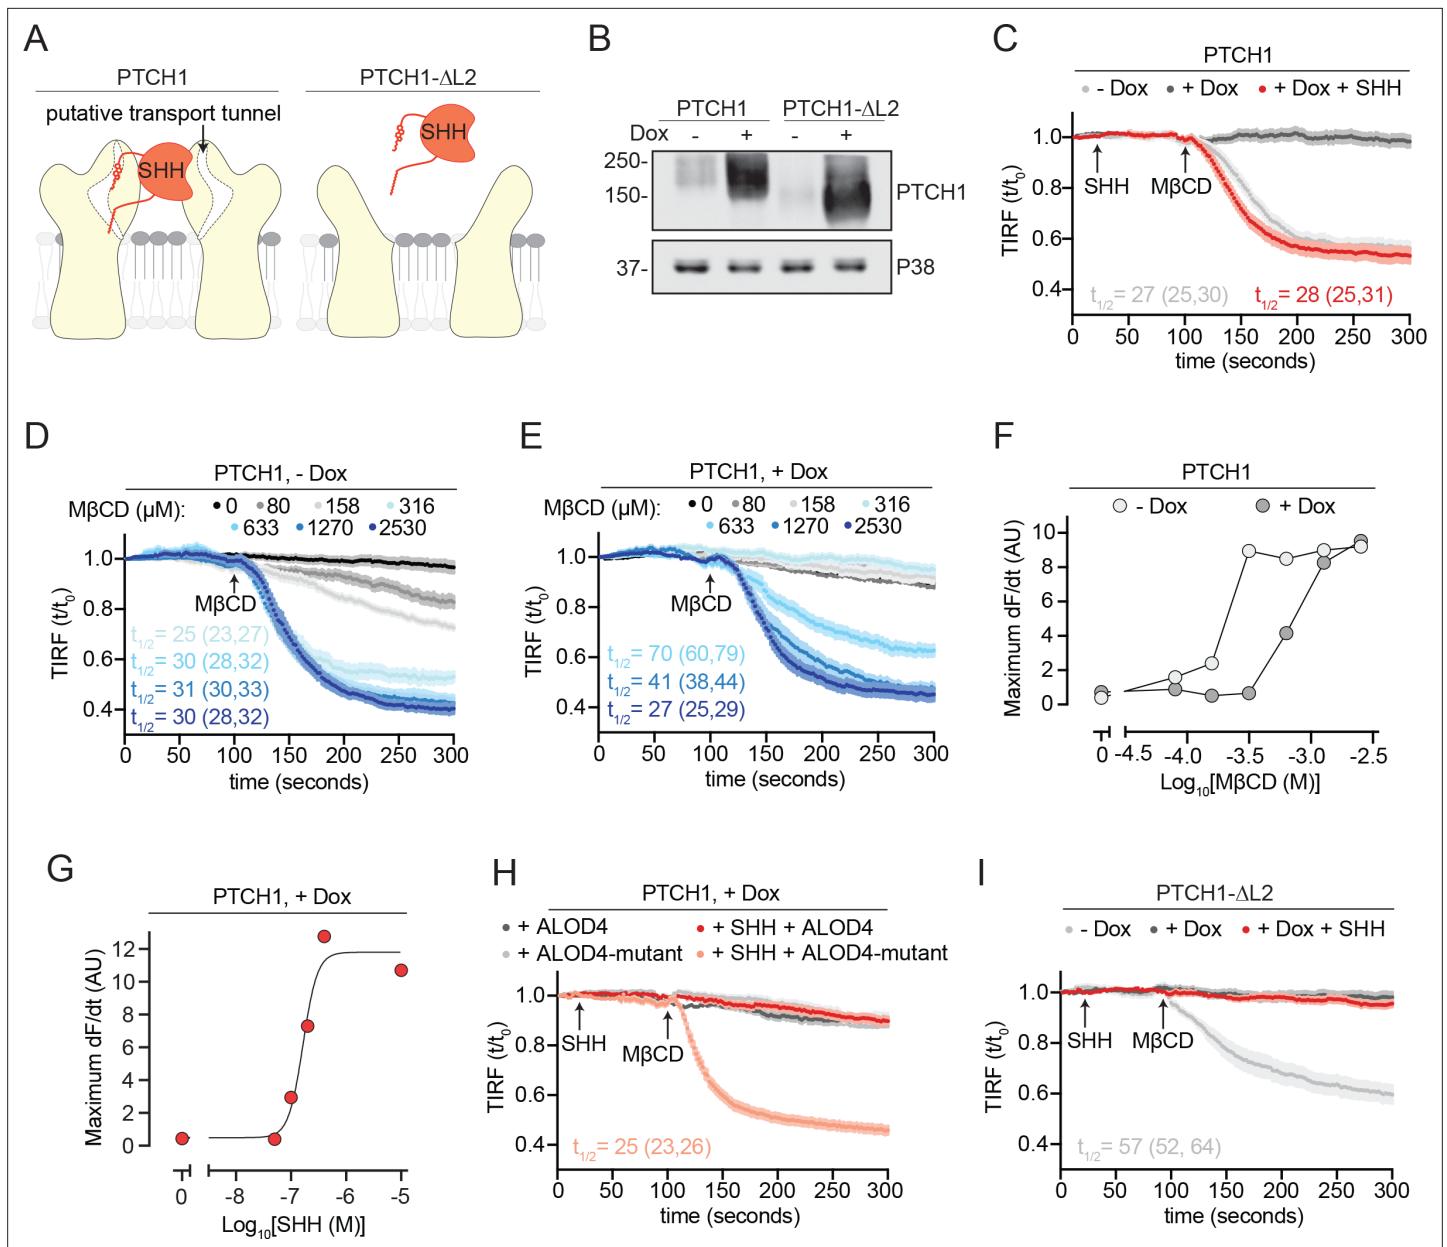 A
PTCH1
PTCH1-ΔL2
putative transport tunnel
SHH
SHH
B
PTCH1
PTCH1-ΔL2
Dox - + - +
250-
150-
PTCH1
37-
P38
C
PTCH1
- Dox + Dox + Dox + SHH
1.0
0.8
0.6
0.4
TIRF (t/t0)
SHH
MβCD
t1/2= 27 (25,30)
t1/2= 28 (25,31)
0 50 100 150 200 250 300
time (seconds)
D
PTCH1, - Dox
MβCD (µM): 0 80 158 316
633 1270 2530
1.0
0.8
0.6
0.4
TIRF (t/t0)
MβCD
t1/2= 25 (23,27)
t1/2= 30 (28,32)
t1/2= 31 (30,33)
t1/2= 30 (28,32)
0 50 100 150 200 250 300
time (seconds)
E
PTCH1, + Dox
MβCD (µM): 0 80 158 316
633 1270 2530
1.0
0.8
0.6
0.4
TIRF (t/t0)
MβCD
t1/2= 70 (60,79)
t1/2= 41 (38,44)
t1/2= 27 (25,29)
0 50 100 150 200 250 300
time (seconds)
F
PTCH1
- Dox + Dox
10
8
6
4
2
0
Maximum dF/dt (AU)
0 -4.5 -4.0 -3.5 -3.0 -2.5
Log10[MβCD (M)]
G
PTCH1, + Dox
12
10
8
6
4
2
0
Maximum dF/dt (AU)
0 -8 -7 -6 -5
Log10[SHH (M)]
H
PTCH1, + Dox
+ ALOD4 + SHH + ALOD4
+ ALOD4-mutant + SHH + ALOD4-mutant
1.0
0.8
0.6
0.4
TIRF (t/t0)
SHH
MβCD
t1/2= 25 (23,26)
0 50 100 150 200 250 300
time (seconds)
I
PTCH1-ΔL2
- Dox + Dox + Dox + SHH
1.0
0.8
0.6
0.4
TIRF (t/t0)
SHH
MβCD
t1/2= 57 (52, 64)
0 50 100 150 200 250 300
time (seconds)